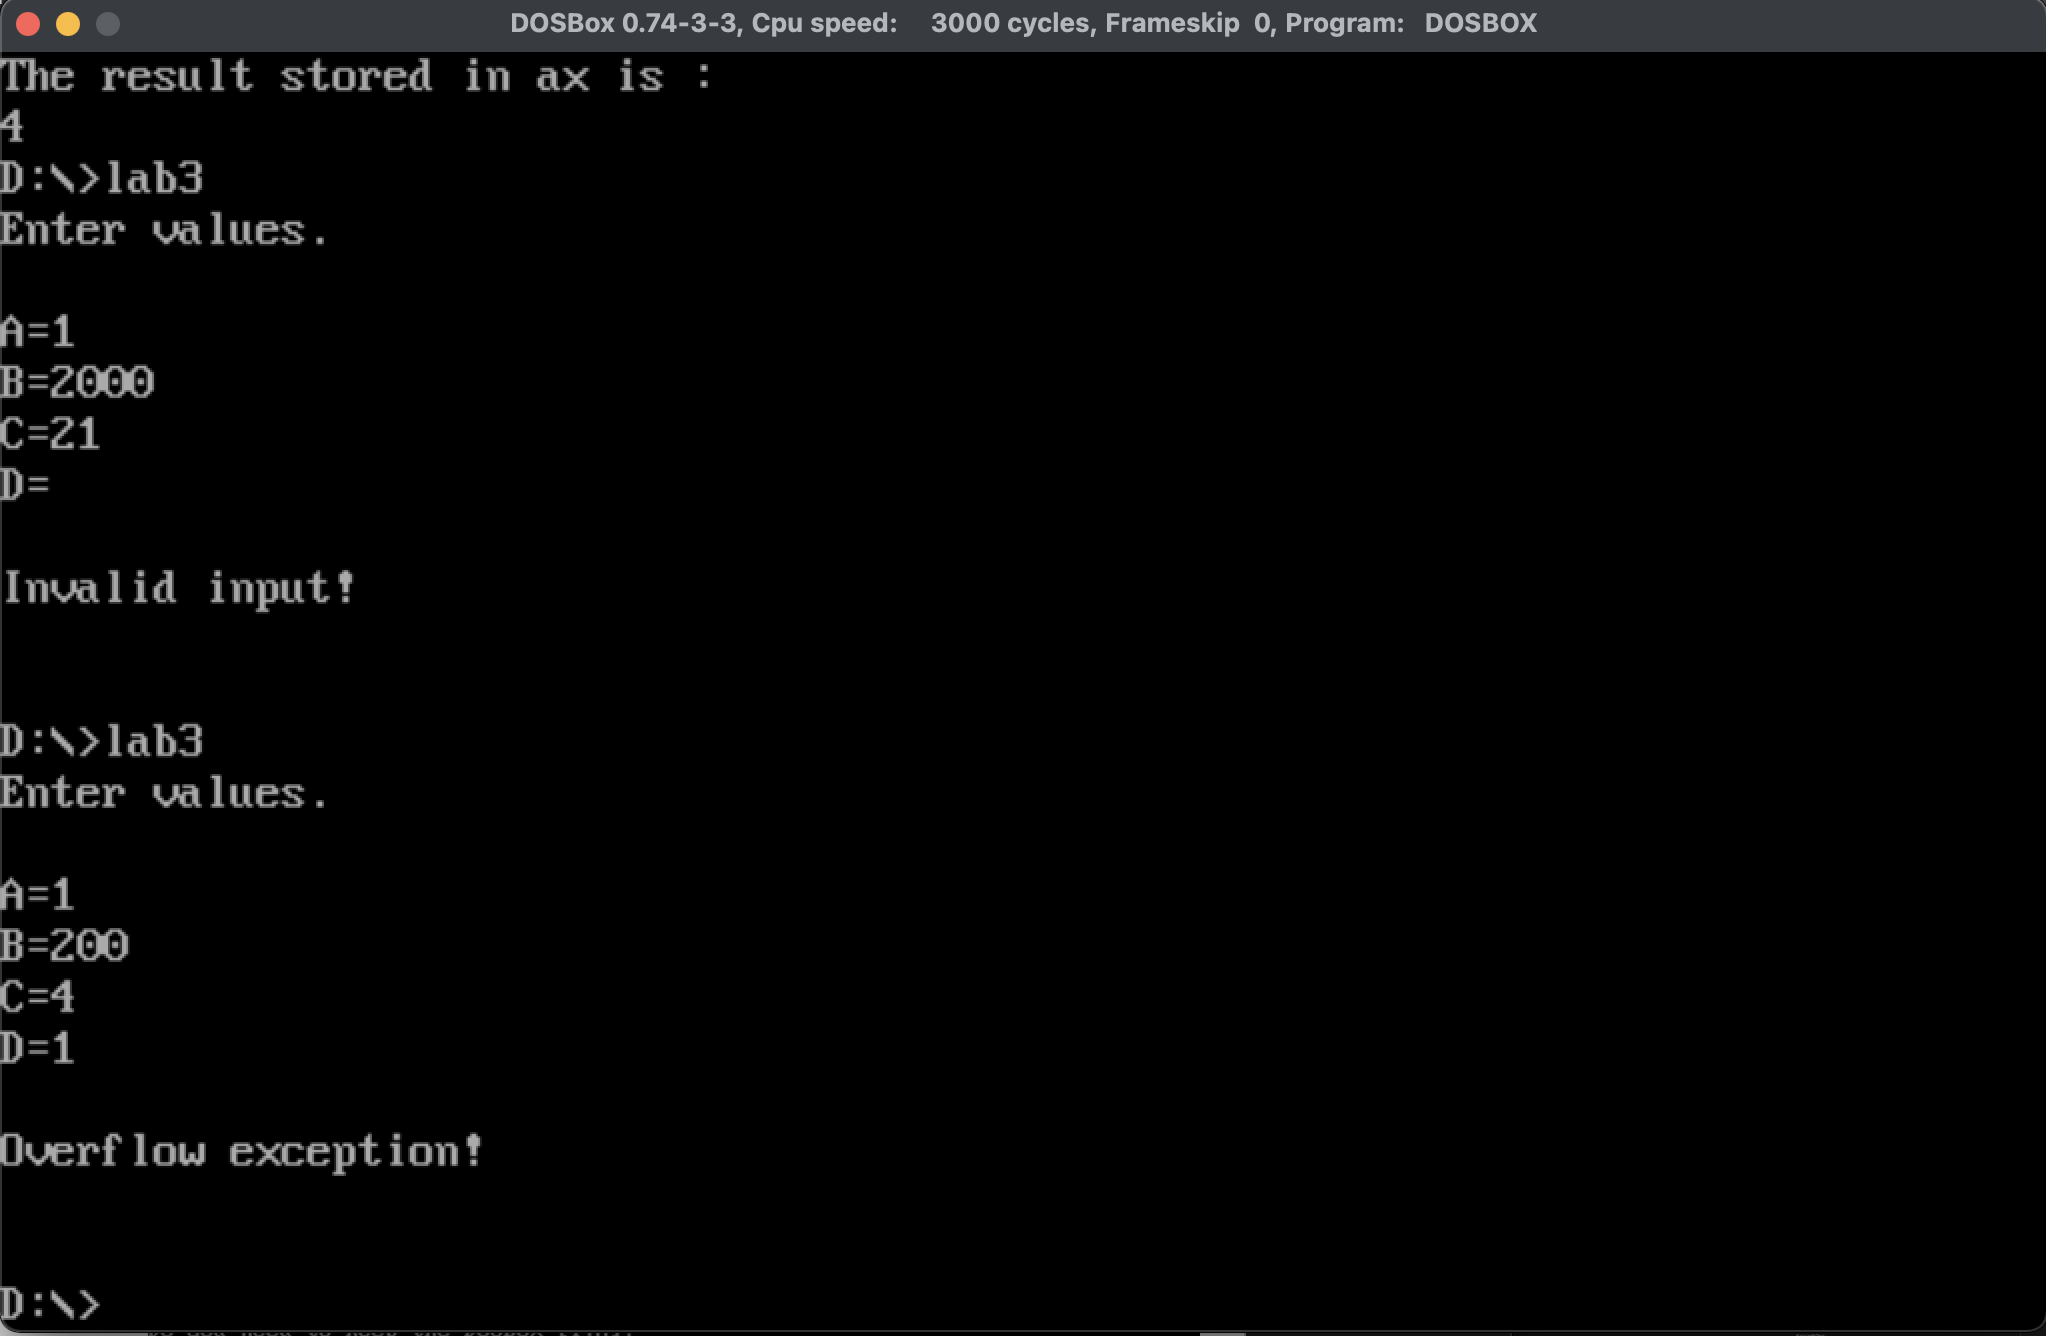 DOSBox 0.74-3-3, Cpu speed: 3000 cycles, Frameskip 0, Program: DOSBOX
The result stored in ax is :
4
D:\>lab3
Enter values.
A=1
B=2000
C=21
D=
Invalid input!
D:\>lab3
Enter values.
A=1
B=200
C=4
D=1
Overflow exception!
D:\>